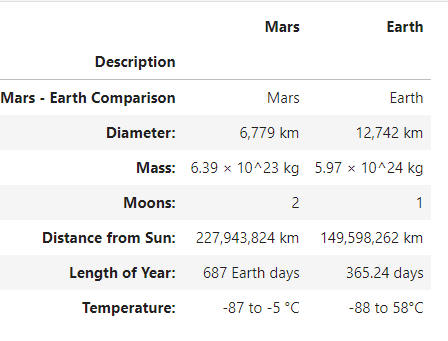 Mars Earth
Description
Mars - Earth Comparison Mars Earth
Diameter: 6,779 km 12,742 km
Mass: 6.39 × 10^23 kg 5.97 × 10^24 kg
Moons: 2 1
Distance from Sun: 227,943,824 km 149,598,262 km
Length of Year: 687 Earth days 365.24 days
Temperature: -87 to -5 °C -88 to 58°C